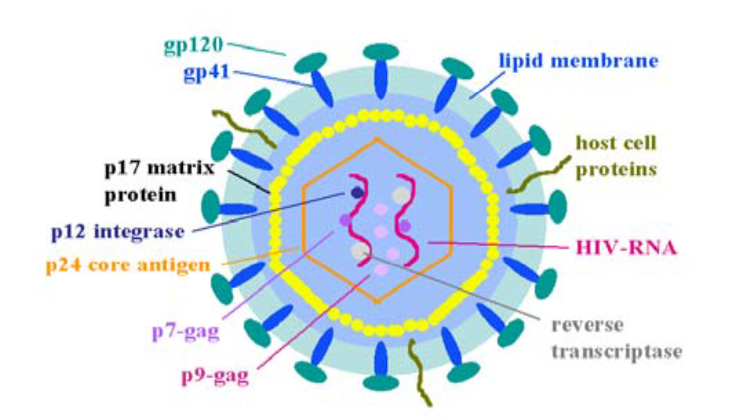 gp120
gp41
lipid membrane
host cell
proteins
p17 matrix
protein
p12 integrase
p24 core antigen
HIV-RNA
p7-gag
reverse
transcriptase
p9-gag